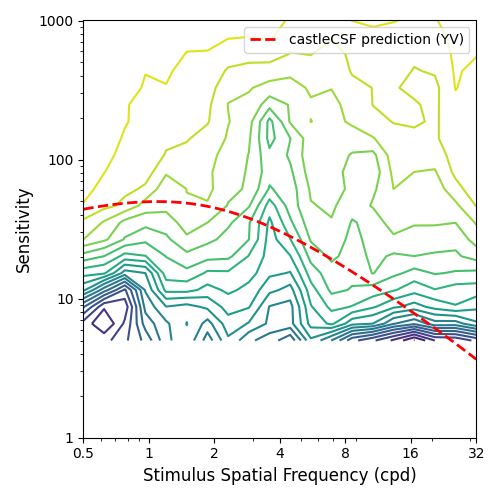 1000
castleCSF prediction (YV)
100
10
1
Sensitivity
0.5 1 2 4 8 16 32
Stimulus Spatial Frequency (cpd)